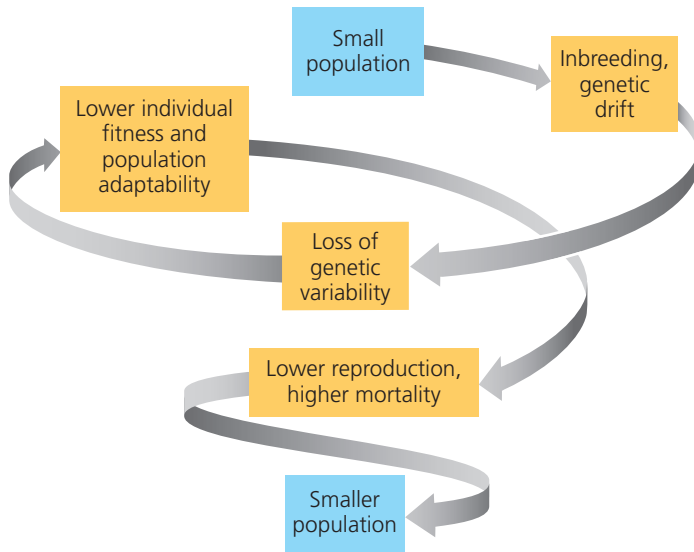 Small
population
Inbreeding,
genetic
drift
Lower individual
fitness and
population
adaptability
Loss of
genetic
variability
Lower reproduction,
higher mortality
Smaller
population